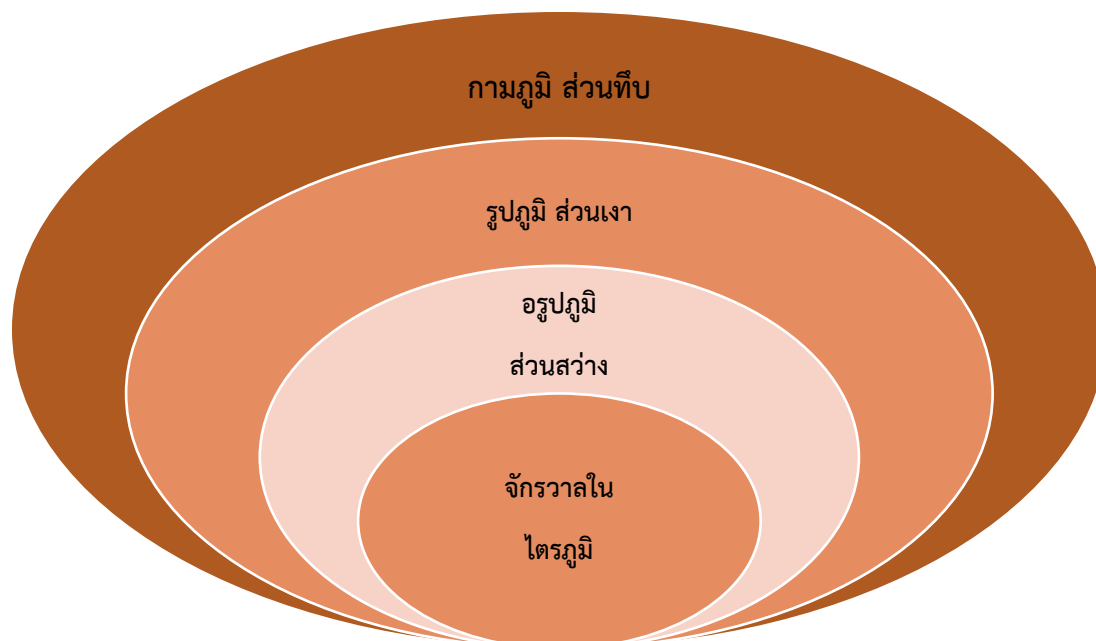 กามภูมิ ส่วนทึบ
รูปภูมิ ส่วนเงา
อรูปภูมิ
ส่วนสว่าง
จักรวาลใน
ไตรภูมิ